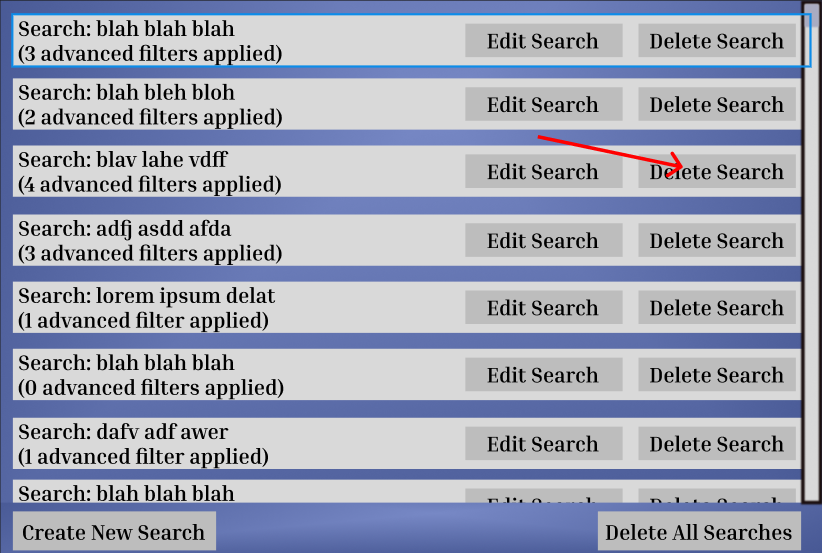 Search: blah blah blah
(3 advanced filters applied)
Edit Search
Delete Search
Search: blah bleh bloh
(2 advanced filters applied)
Edit Search
Delete Search
Search: blav lahe vdff
(4 advanced filters applied)
Edit Search
Delete Search
Search: adfj asdd afda
(3 advanced filters applied)
Edit Search
Delete Search
Search: lorem ipsum delat
(1 advanced filter applied)
Edit Search
Delete Search
Search: blah blah blah
(0 advanced filters applied)
Edit Search
Delete Search
Search: dafv adf awer
(1 advanced filter applied)
Edit Search
Delete Search
Search: blah blah blah
Edit Search
Delete Search
Create New Search
Delete All Searches